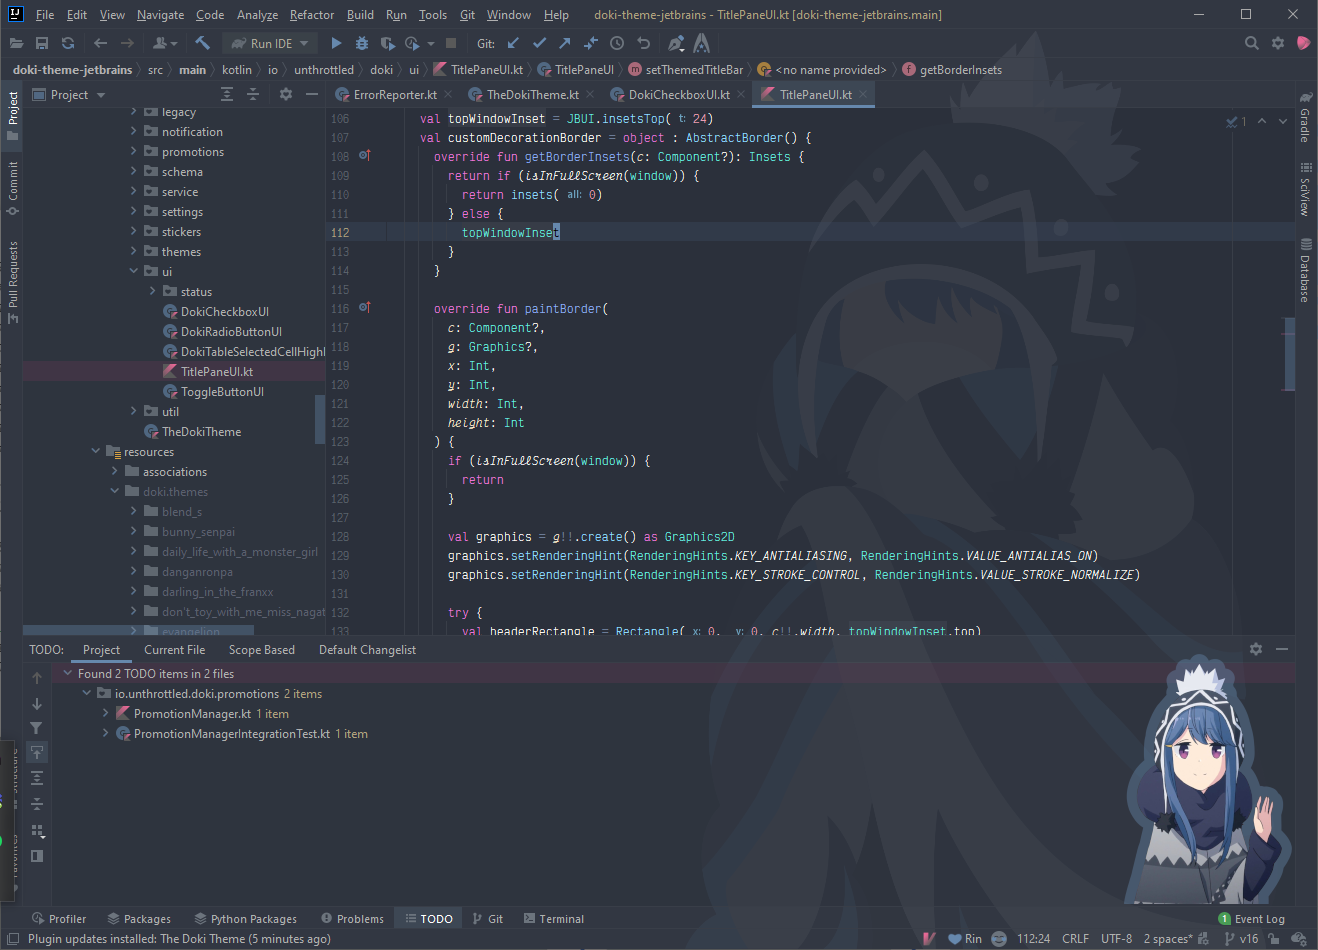 IJ File Edit View Navigate Code Analyze Refactor Build Run Tools Git Window Help doki-theme-jetbrains - TitlePaneUI.kt [doki-theme-jetbrains.main]
Run IDE Git:
doki-theme-jetbrains src main kotlin io unthrottled doki ui TitlePaneUI.kt TitlePaneUI m setThemedTitleBar <no name provided> f getBorderInsets
Project
Project
Commit
Pull Requests
legacy
notification
promotions
schema
service
settings
stickers
themes
ui
status
DokiCheckboxUI
DokiRadioButtonUI
DokiTableSelectedCellHighl
TitlePaneUI.kt
ToggleButtonUI
util
TheDokiTheme
resources
associations
doki.themes
blend_s
bunny_senpai
daily_life_with_a_monster_girl
danganronpa
darling_in_the_franxx
don't_toy_with_me_miss_nagat
evangelion
ErrorReporter.kt TheDokiTheme.kt DokiCheckboxUI.kt TitlePaneUI.kt
1
106 val topWindowInset = JBUI.insetsTop( t: 24)
107 val customDecorationBorder = object : AbstractBorder() {
108 override fun getBorderInsets(c: Component?): Insets {
109 return if (isInFullScreen(window)) {
110 return insets( all: 0)
111 } else {
112 topWindowInset
113 }
114 }
115
116 override fun paintBorder(
117 c: Component?,
118 g: Graphics?,
119 x: Int,
120 y: Int,
121 width: Int,
122 height: Int
123 ) {
124 if (isInFullScreen(window)) {
125 return
126 }
127
128 val graphics = g!!.create() as Graphics2D
129 graphics.setRenderingHint(RenderingHints.KEY_ANTIALIASING, RenderingHints.VALUE_ANTIALIAS_ON)
130 graphics.setRenderingHint(RenderingHints.KEY_STROKE_CONTROL, RenderingHints.VALUE_STROKE_NORMALIZE)
131
132 try {
133 val headerRectangle = Rectangle( x: 0, y: 0, c!!.width, topWindowInset.top)
Gradle
SciView
Database
TODO: Project Current File Scope Based Default Changelist
Found 2 TODO items in 2 files
io.unthrottled.doki.promotions 2 items
PromotionManager.kt 1 item
PromotionManagerIntegrationTest.kt 1 item
Structure
Favorites
Profiler Packages Python Packages Problems TODO Git Terminal 1 Event Log
Plugin updates installed: The Doki Theme (5 minutes ago) Rin 112:24 CRLF UTF-8 2 spaces* v16